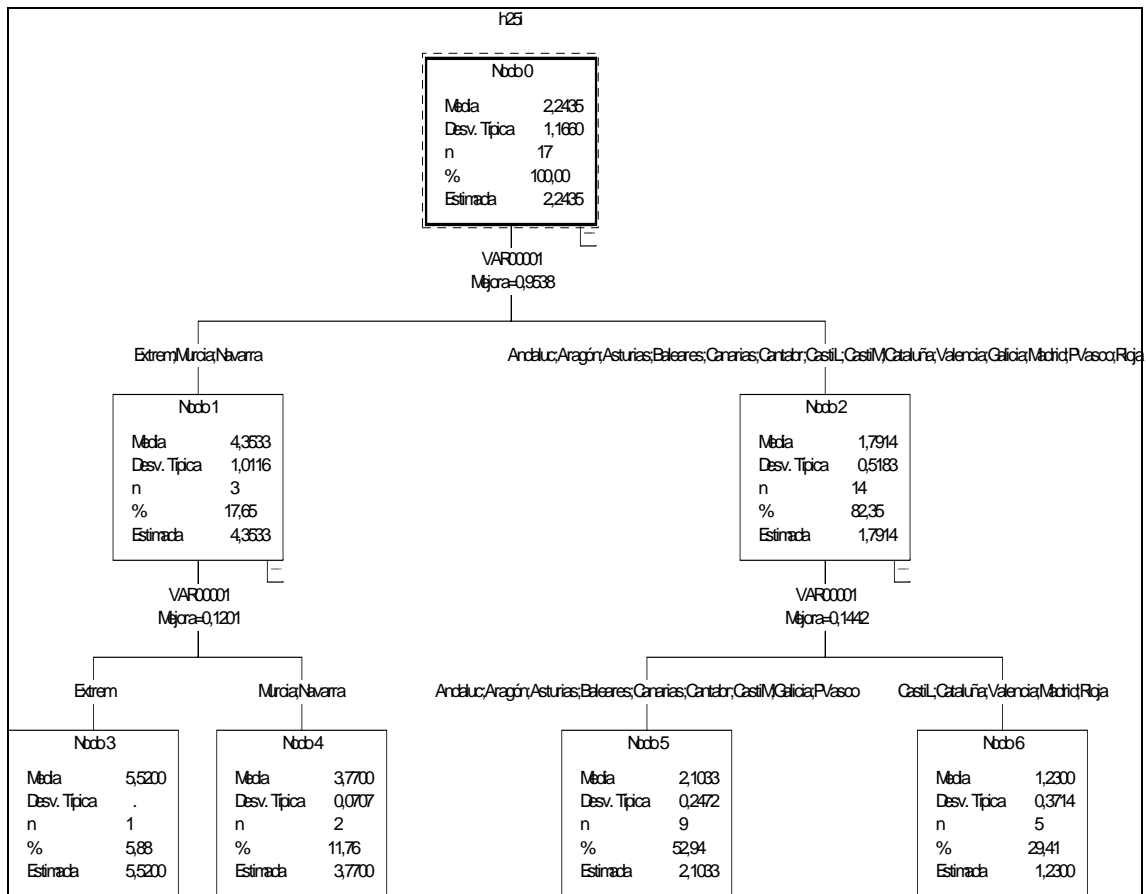 h25i
Nodo 0
Media 2,2435
Desv. Típica 1,1660
n 17
% 100,00
Estimada 2,2435
VAR00001
Mejora=0,9538
Extrem;Murcia;Navarra
Andaluc;Aragón;Asturias;Baleares;Canarias;Cantabr;CastiL;CastiM;Cataluña;Valencia;Galicia;Madrid;PVasco;Rioja
Nodo 1
Media 4,3533
Desv. Típica 1,0116
n 3
% 17,65
Estimada 4,3533
VAR00001
Mejora=0,1201
Nodo 2
Media 1,7914
Desv. Típica 0,5183
n 14
% 82,35
Estimada 1,7914
VAR00001
Mejora=0,1442
Extrem
Murcia;Navarra
Andaluc;Aragón;Asturias;Baleares;Canarias;Cantabr;CastiM;Galicia;PVasco
CastiL;Cataluña;Valencia;Madrid;Rioja
Nodo 3
Media 5,5200
Desv. Típica .
n 1
% 5,88
Estimada 5,5200
Nodo 4
Media 3,7700
Desv. Típica 0,0707
n 2
% 11,76
Estimada 3,7700
Nodo 5
Media 2,1033
Desv. Típica 0,2472
n 9
% 52,94
Estimada 2,1033
Nodo 6
Media 1,2300
Desv. Típica 0,3714
n 5
% 29,41
Estimada 1,2300